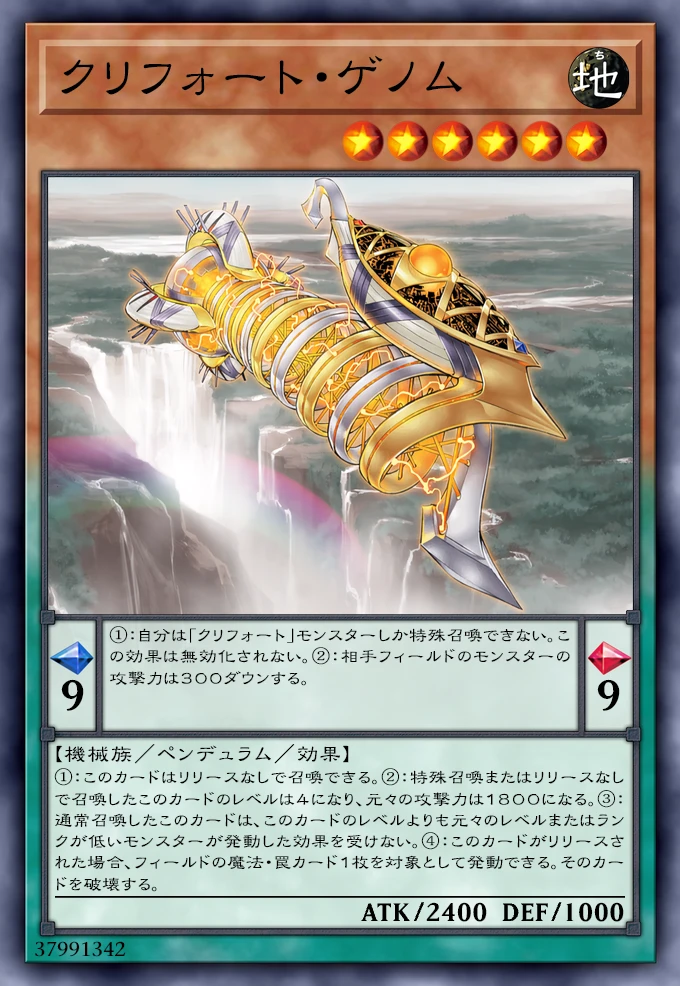 クリフォート・ゲノム
ち
地
①：自分は「クリフォート」モンスターしか特殊召喚できない。こ
の効果は無効化されない。②：相手フィールドのモンスターの
攻撃力は３００ダウンする。
9
9
【機械族／ペンデュラム／効果】
①：このカードはリリースなしで召喚できる。②：特殊召喚またはリリースなし
で召喚したこのカードのレベルは４になり、元々の攻撃力は１８００になる。③：
通常召喚したこのカードは、このカードのレベルよりも元々のレベルまたはラン
クが低いモンスターが発動した効果を受けない。④：このカードがリリースさ
れた場合、フィールドの魔法・罠カード１枚を対象として発動できる。そのカー
ドを破壊する。
ATK/2400 DEF/1000
37991342